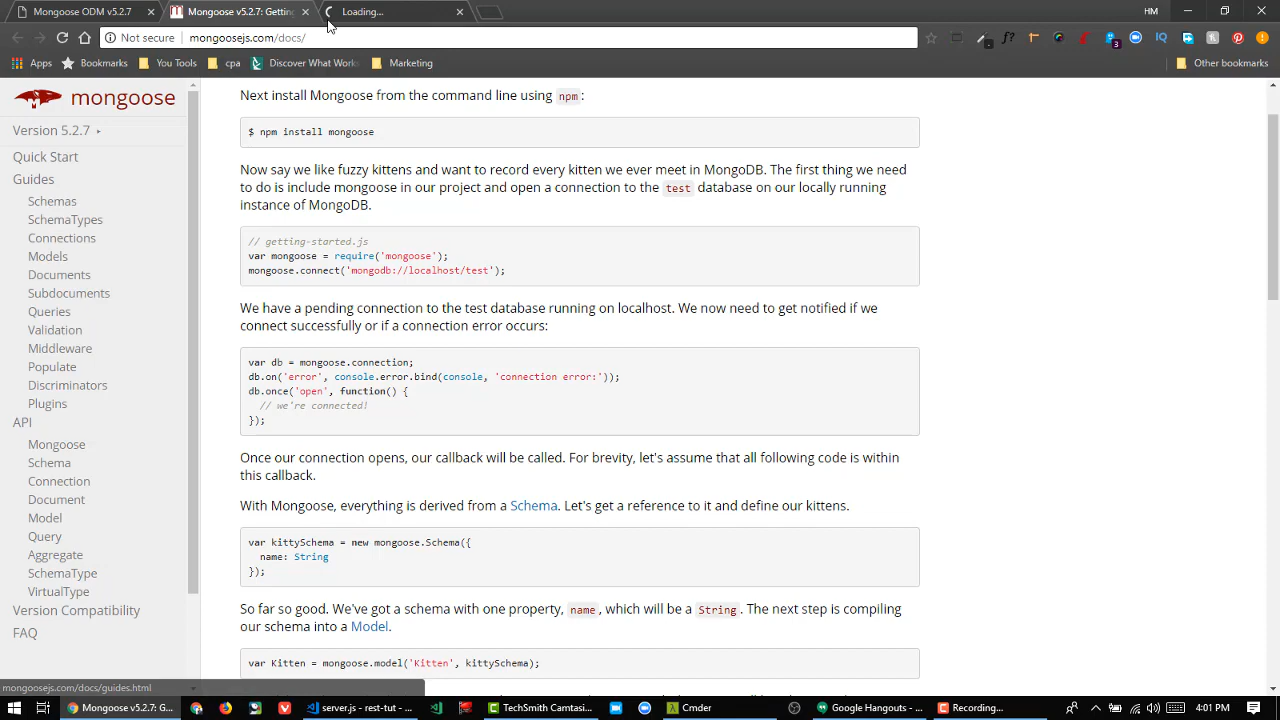 Mongoose ODM v5.2.7
Mongoose v5.2.7: Gettin
Loading...
HM
Not secure
mongoosejs.com/docs/
3
Apps
Bookmarks
You Tools
cpa
Discover What Work
Marketing
Other bookmarks
mongoose
Version 5.2.7
Quick Start
Guides
Schemas
SchemaTypes
Connections
Models
Documents
Subdocuments
Queries
Validation
Middleware
Populate
Discriminators
Plugins
API
Mongoose
Schema
Connection
Document
Model
Query
Aggregate
SchemaType
VirtualType
Version Compatibility
FAQ
Next install Mongoose from the command line using npm:
$ npm install mongoose
Now say we like fuzzy kittens and want to record every kitten we ever meet in MongoDB. The first thing we need
to do is include mongoose in our project and open a connection to the test database on our locally running
instance of MongoDB.
// getting-started.js
var mongoose = require('mongoose');
mongoose.connect('mongodb://localhost/test');
We have a pending connection to the test database running on localhost. We now need to get notified if we
connect successfully or if a connection error occurs:
var db = mongoose.connection;
db.on('error', console.error.bind(console, 'connection error:'));
db.once('open', function() {
// we're connected!
});
Once our connection opens, our callback will be called. For brevity, let's assume that all following code is within
this callback.
With Mongoose, everything is derived from a Schema. Let's get a reference to it and define our kittens.
var kittySchema = new mongoose.Schema({
name: String
});
So far so good. We've got a schema with one property, name, which will be a String. The next step is compiling
our schema into a Model.
var Kitten = mongoose.model('Kitten', kittySchema);
mongoosejs.com/docs/guides.html
Mongoose v5.2.7: G...
server.js - rest-tut - ...
TechSmith Camtasi...
Cmder
Google Hangouts - ...
Recording...
4:01 PM